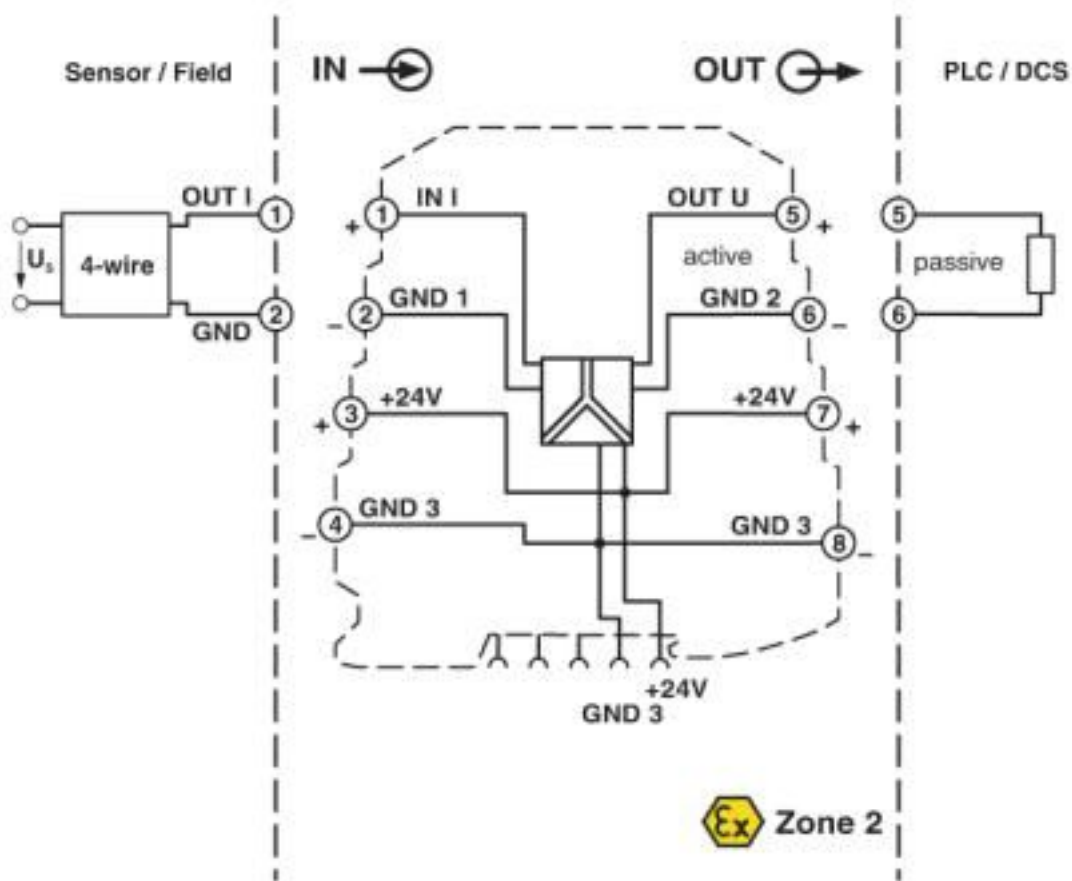 Sensor / Field
IN
OUT
PLC / DCS
OUT I
1
+
1
IN I
OUT U
5
+
5
Us
4-wire
active
passive
GND
2
-
2
GND 1
GND 2
6
-
6
+
3
+24V
+24V
7
+
-
4
GND 3
GND 3
8
-
+24V
GND 3
Ex
Zone 2